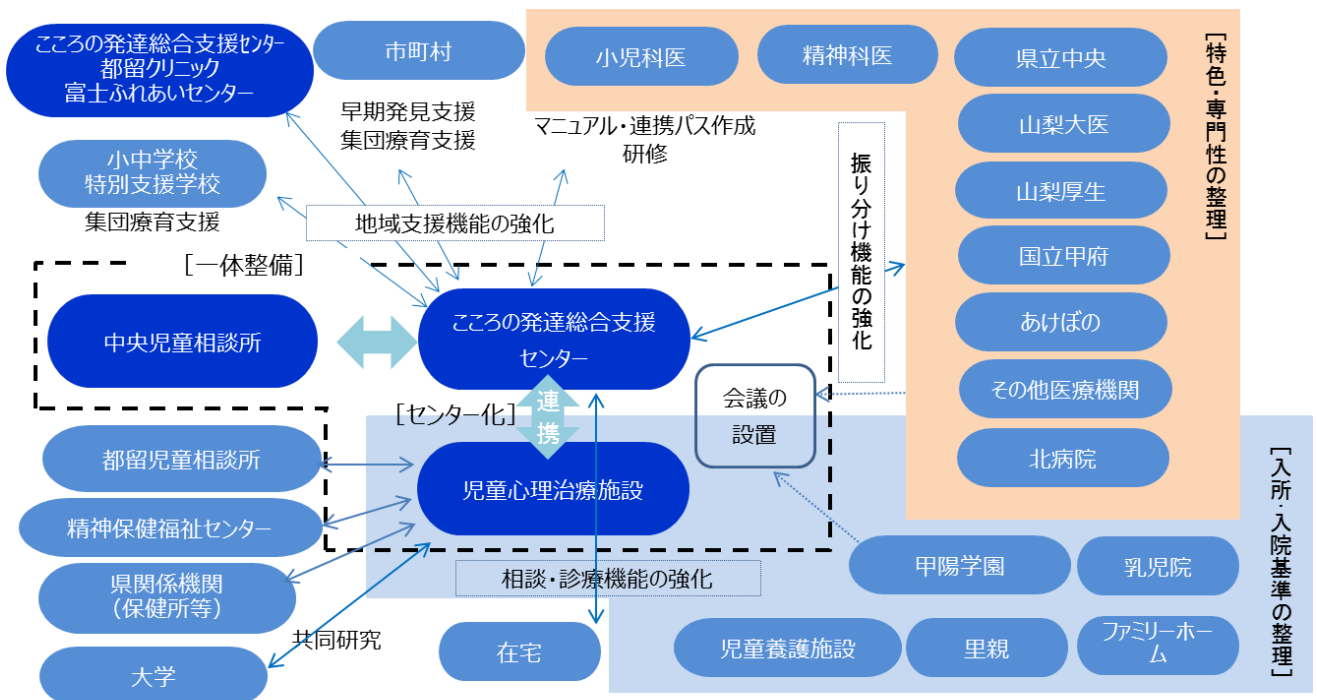 こころの発達総合支援センター
都留クリニック
富士ふれあいセンター
市町村
早期発見支援
集団療育支援
小児科医
精神科医
マニュアル・連携パス作成
研修
小中学校
特別支援学校
集団療育支援
地域支援機能の強化
振り分け機能の強化
県立中央
山梨大医
山梨厚生
国立甲府
あけぼの
その他医療機関
北病院
[特色・専門性の整理]
[一体整備]
中央児童相談所
こころの発達総合支援
センター
[センター化]
連
携
会議の
設置
児童心理治療施設
都留児童相談所
精神保健福祉センター
県関係機関
(保健所等)
大学
共同研究
相談・診療機能の強化
在宅
甲陽学園
乳児院
児童養護施設
里親
ファミリーホー
ム
[入所・入院基準の整理]